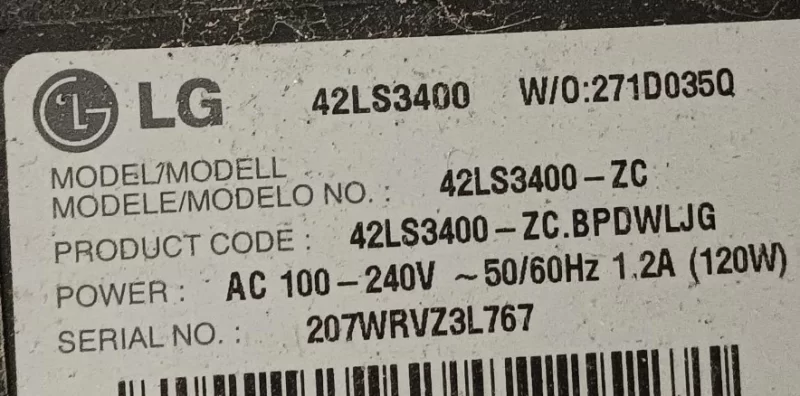 LG 42LS3400 W/O:271D035Q
MODEL/MODELL
MODELE/MODELO NO. : 42LS3400-ZC
PRODUCT CODE : 42LS3400-ZC.BPDWLJG
POWER : AC 100-240V ~50/60Hz 1.2A (120W)
SERIAL NO. : 207WRVZ3L767